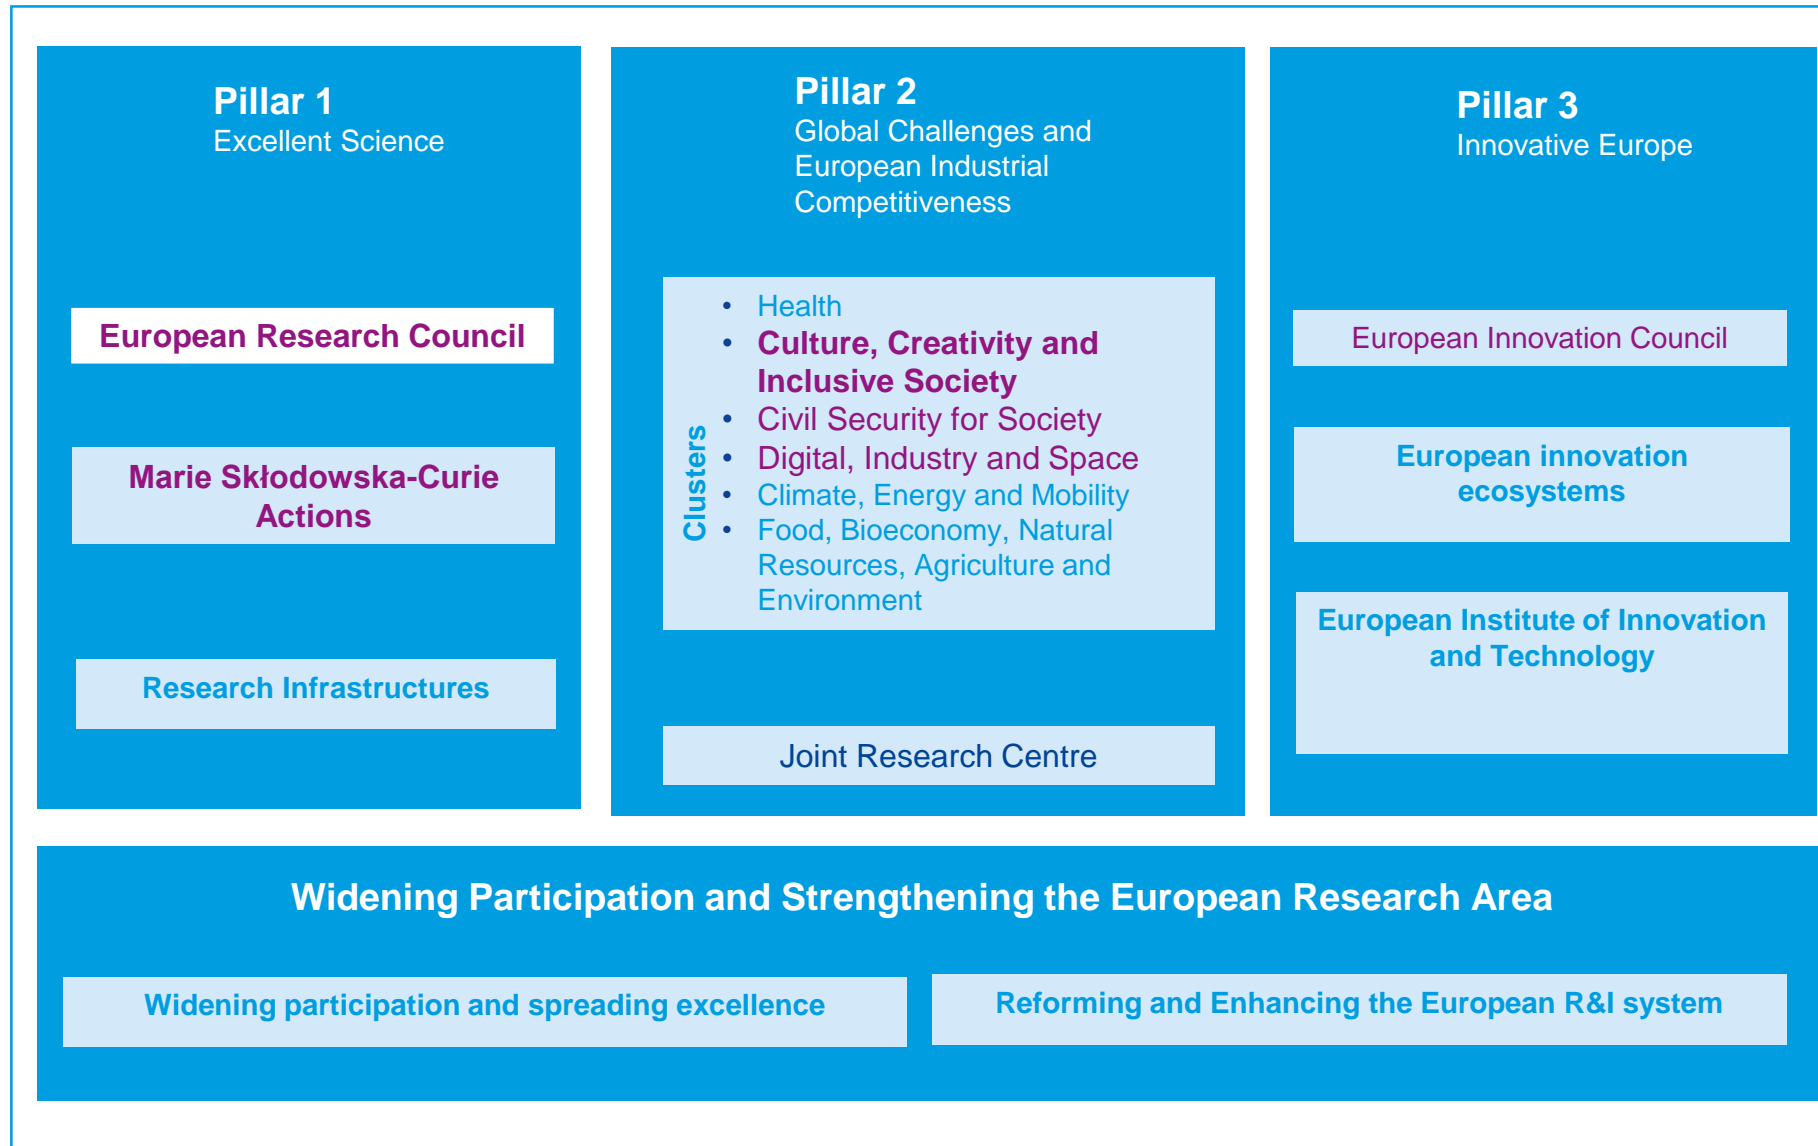 Pillar 1
Excellent Science
European Research Council
Marie Skłodowska-Curie
Actions
Research Infrastructures
Pillar 2
Global Challenges and
European Industrial
Competitiveness
Clusters
• Health
• Culture, Creativity and
Inclusive Society
• Civil Security for Society
• Digital, Industry and Space
• Climate, Energy and Mobility
• Food, Bioeconomy, Natural
Resources, Agriculture and
Environment
Joint Research Centre
Pillar 3
Innovative Europe
European Innovation Council
European innovation
ecosystems
European Institute of Innovation
and Technology
Widening Participation and Strengthening the European Research Area
Widening participation and spreading excellence
Reforming and Enhancing the European R&I system